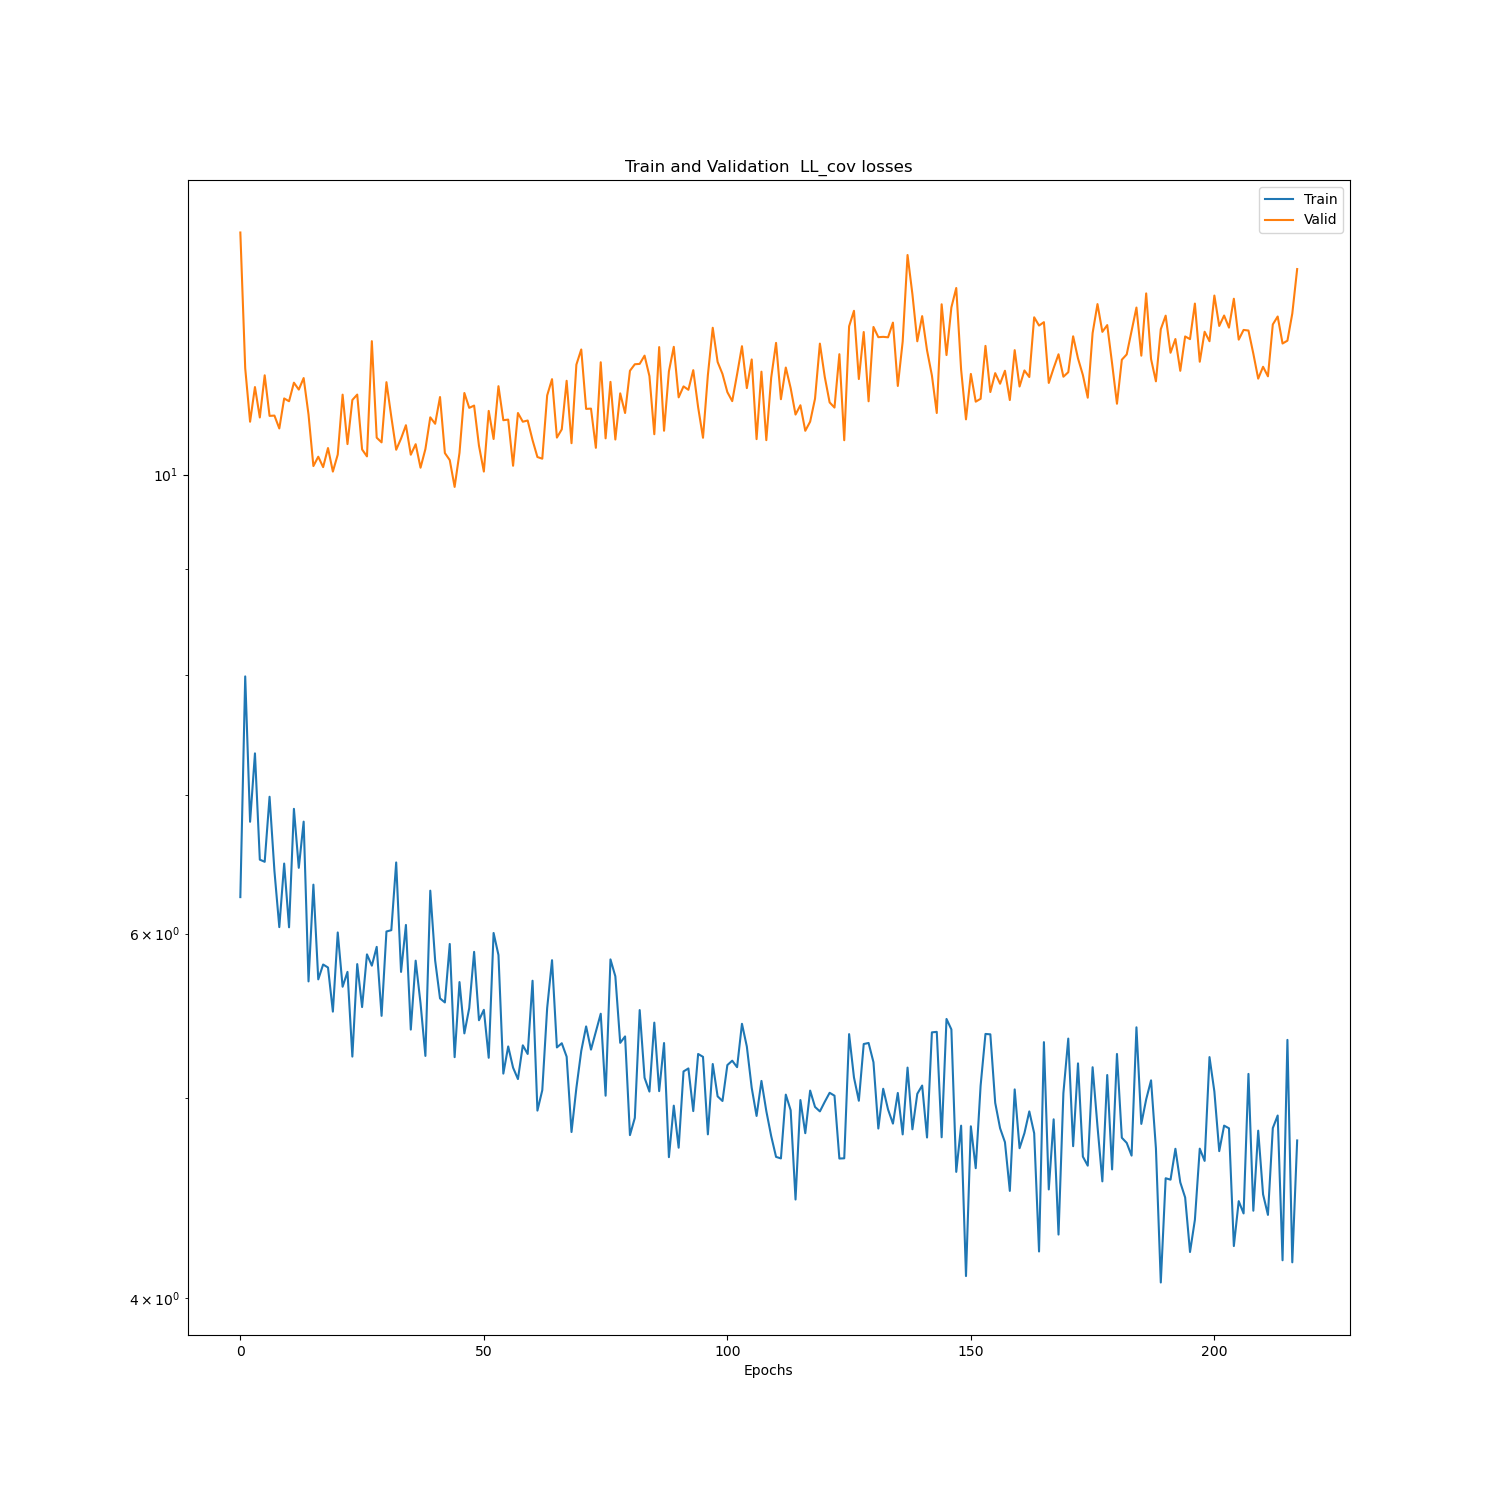 Train and Validation  LL_cov losses
Train
Valid
10¹
6 × 10⁰
4 × 10⁰
0 50 100 150 200
Epochs